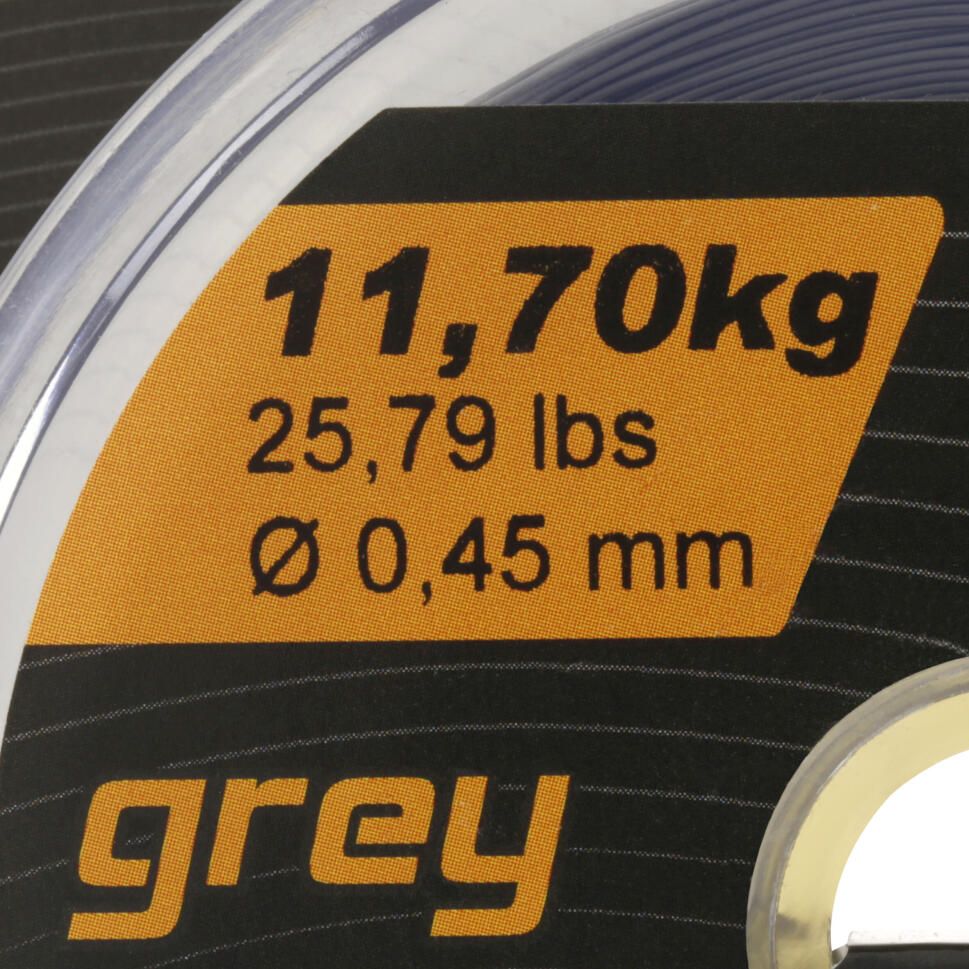 11,70kg
25,79 lbs
Ø 0,45 mm
grey